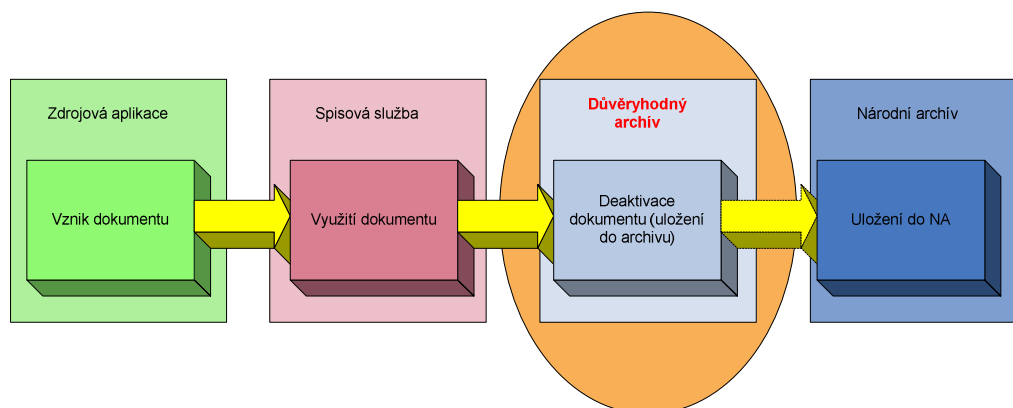 Zdrojová aplikace
Vznik dokumentu
Spisová služba
Využití dokumentu
Důvěryhodný
archív
Deaktivace
dokumentu (uložení
do archivu)
Národní archív
Uložení do NA